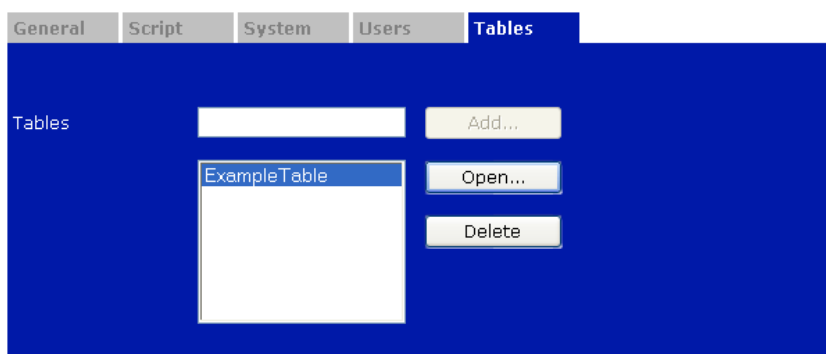 General Script System Users Tables
Tables Add...
ExampleTable Open...
Delete